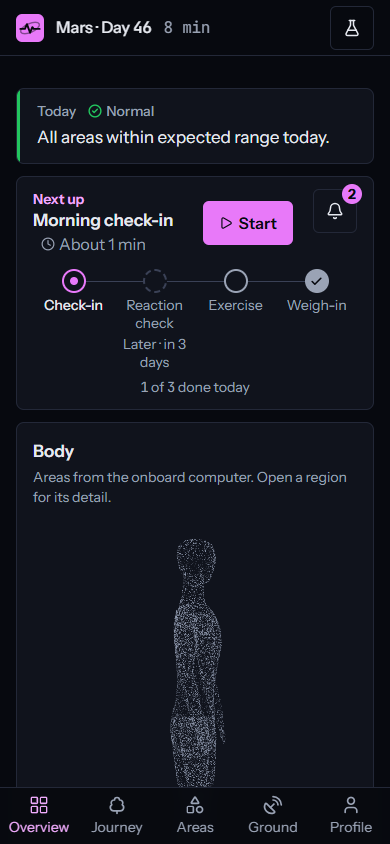 Mars · Day 46 8 min
Today Normal
All areas within expected range today.
Next up
Morning check-in
About 1 min
Start
2
Check-in
Reaction
check
Later · in 3
days
Exercise
Weigh-in
1 of 3 done today
Body
Areas from the onboard computer. Open a region
for its detail.
Overview
Journey
Areas
Ground
Profile